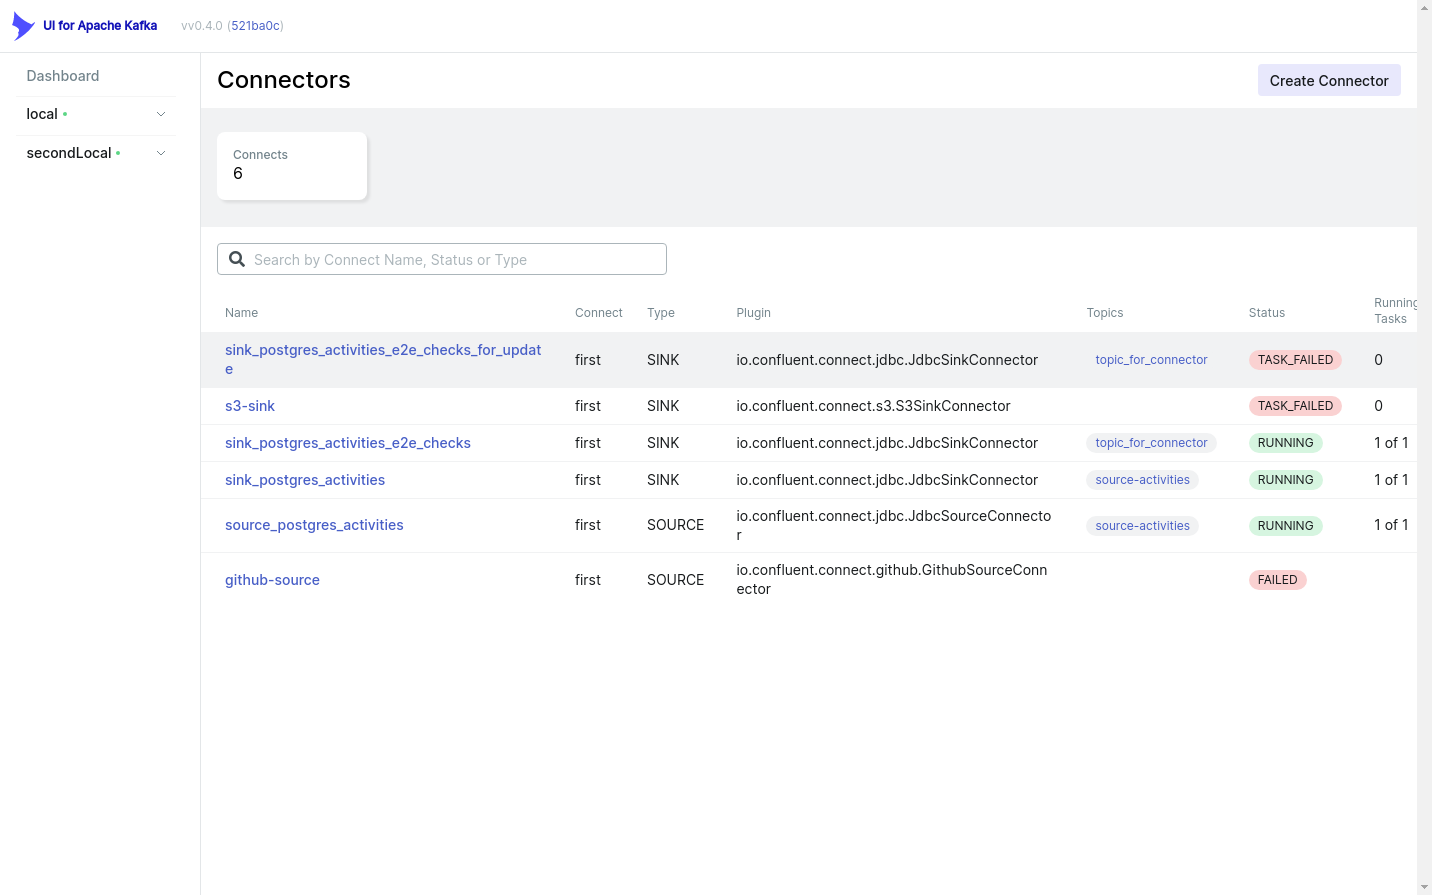 UI for Apache Kafka vv0.4.0 (521ba0c)
Dashboard
local
secondLocal
Connectors
Create Connector
Connects
6
Search by Connect Name, Status or Type
Name Connect Type Plugin Topics Status Running
Tasks
sink_postgres_activities_e2e_checks_for_updat
e
first SINK io.confluent.connect.jdbc.JdbcSinkConnector topic_for_connector TASK_FAILED 0
s3-sink first SINK io.confluent.connect.s3.S3SinkConnector TASK_FAILED 0
sink_postgres_activities_e2e_checks first SINK io.confluent.connect.jdbc.JdbcSinkConnector topic_for_connector RUNNING 1 of 1
sink_postgres_activities first SINK io.confluent.connect.jdbc.JdbcSinkConnector source-activities RUNNING 1 of 1
source_postgres_activities first SOURCE io.confluent.connect.jdbc.JdbcSourceConnecto
r
source-activities RUNNING 1 of 1
github-source first SOURCE io.confluent.connect.github.GithubSourceConn
ector
FAILED